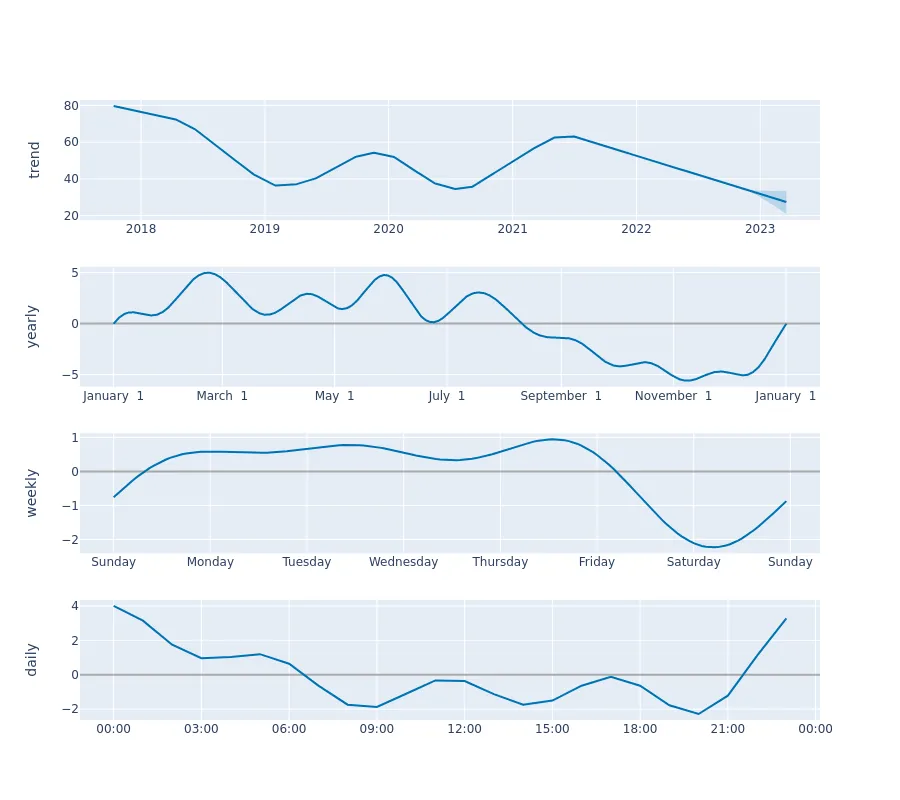 trend
80
60
40
20
2018 2019 2020 2021 2022 2023
yearly
5
0
−5
January 1 March 1 May 1 July 1 September 1 November 1 January 1
weekly
1
0
−1
−2
Sunday Monday Tuesday Wednesday Thursday Friday Saturday Sunday
daily
4
2
0
−2
00:00 03:00 06:00 09:00 12:00 15:00 18:00 21:00 00:00